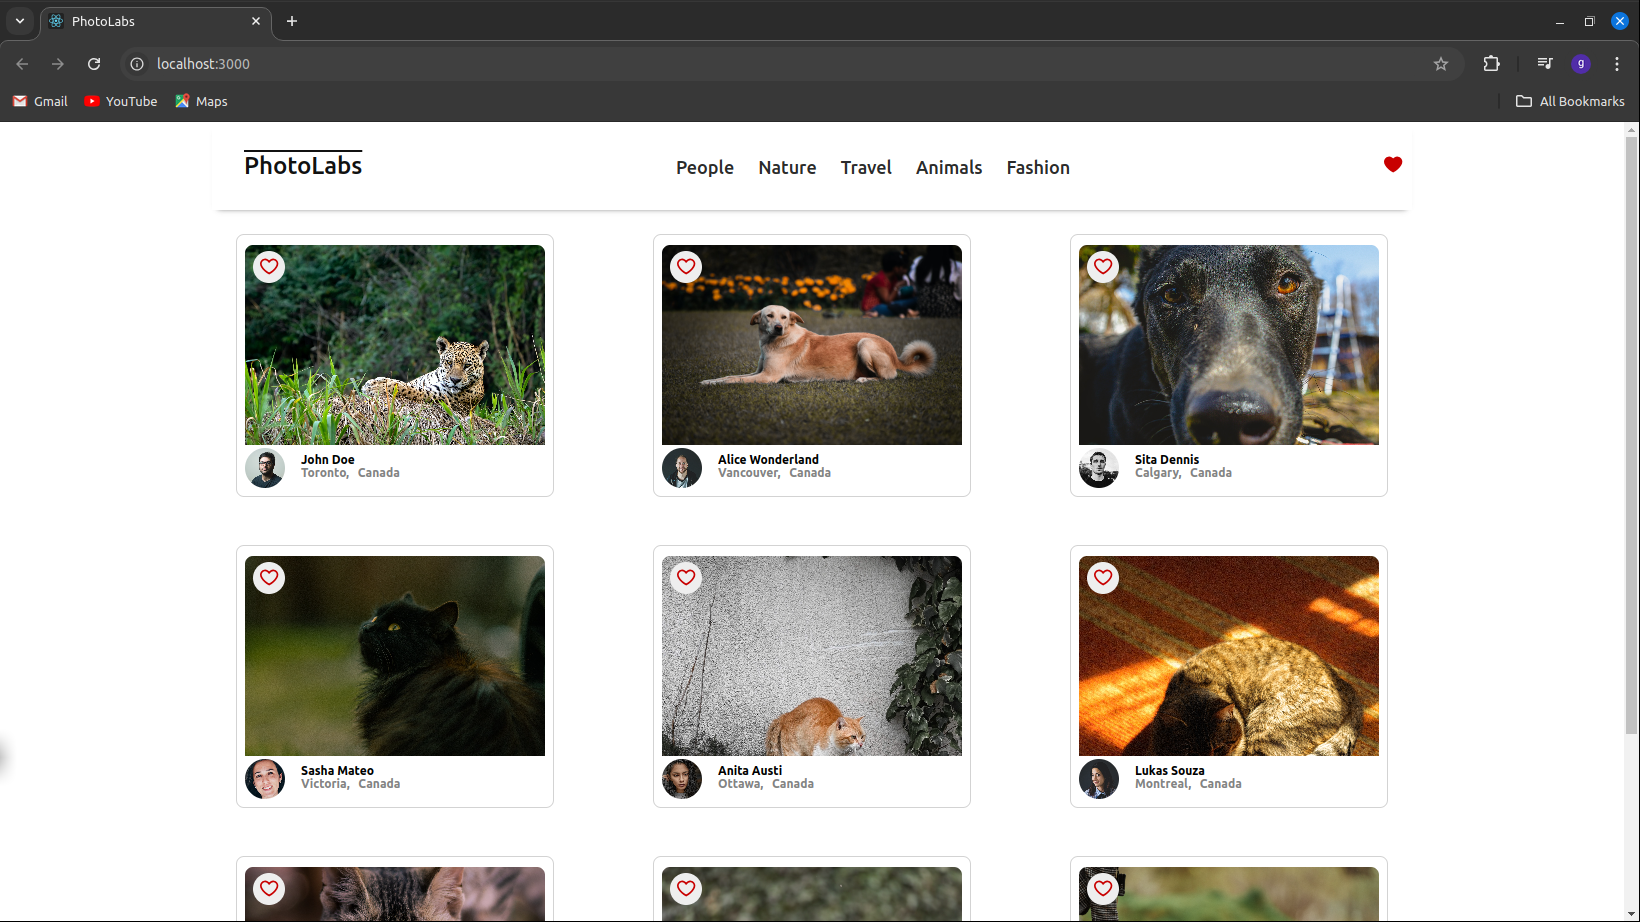 PhotoLabs
localhost:3000
g
Gmail YouTube Maps All Bookmarks
PhotoLabs People Nature Travel Animals Fashion
John Doe
Toronto, Canada
Alice Wonderland
Vancouver, Canada
Sita Dennis
Calgary, Canada
Sasha Mateo
Victoria, Canada
Anita Austi
Ottawa, Canada
Lukas Souza
Montreal, Canada